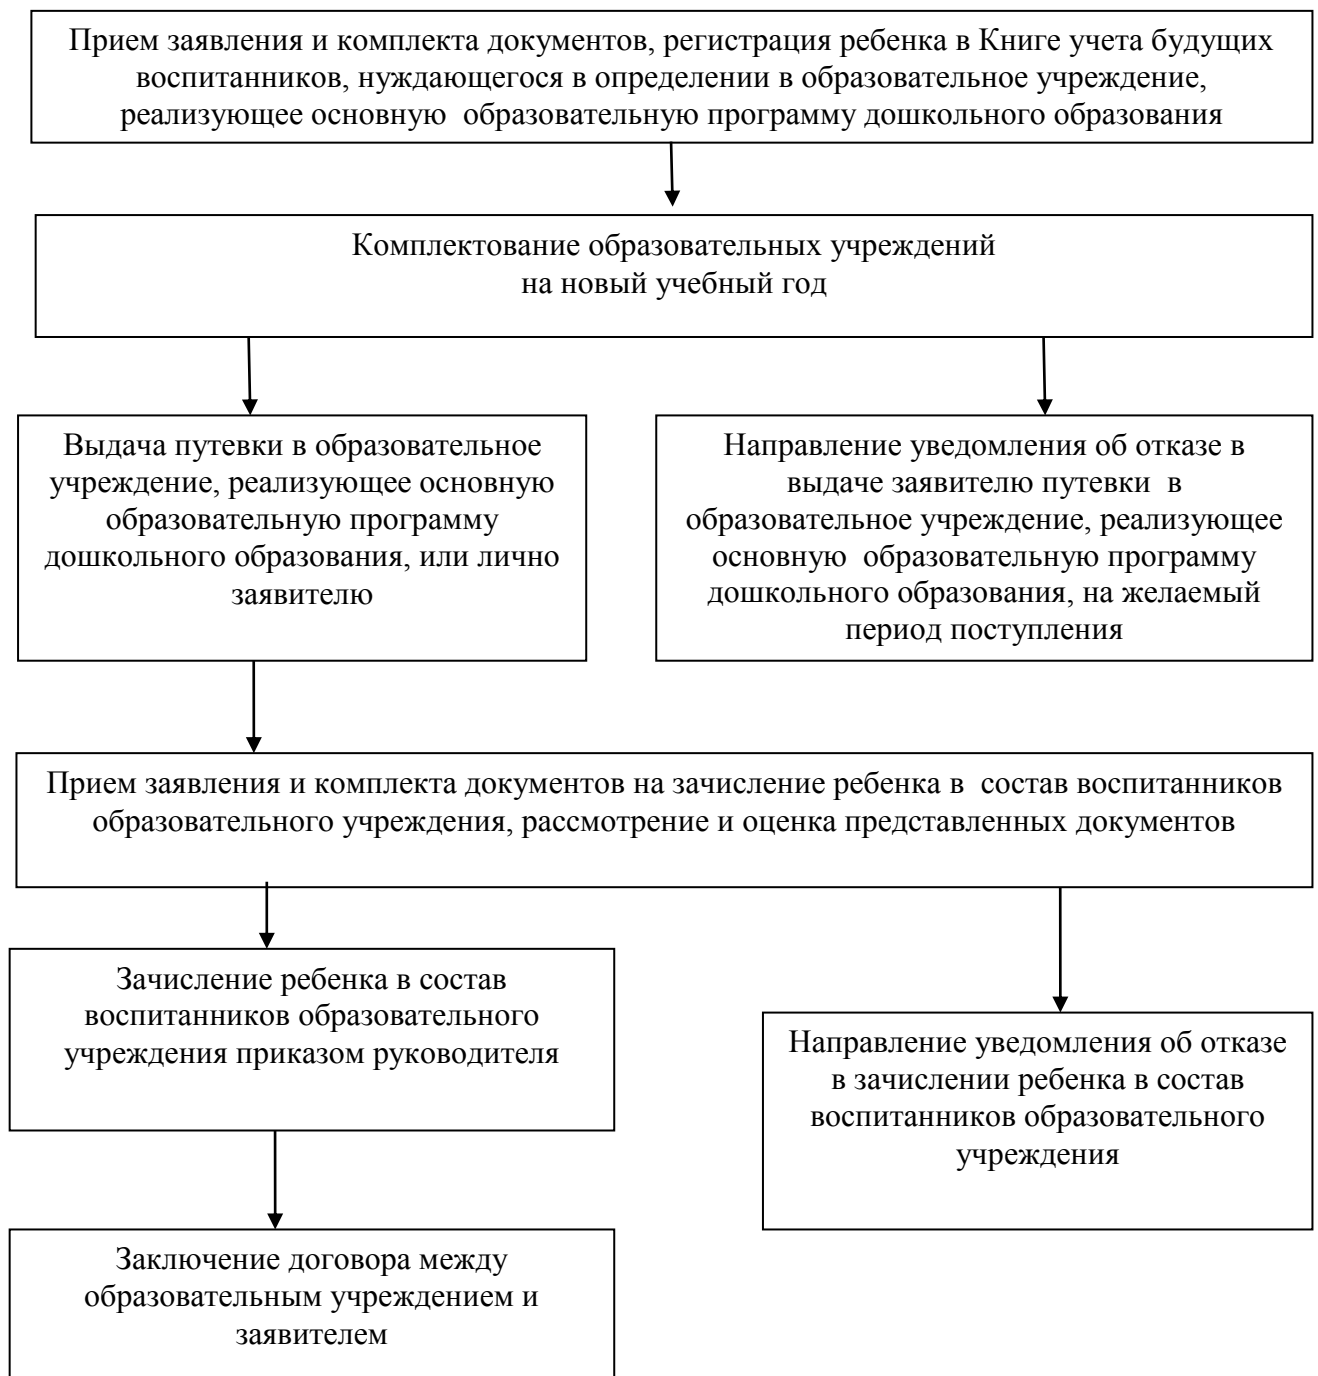 Прием заявления и комплекта документов, регистрация ребенка в Книге учета будущих
воспитанников, нуждающегося в определении в образовательное учреждение,
реализующее основную образовательную программу дошкольного образования
Комплектование образовательных учреждений
на новый учебный год
Выдача путевки в образовательное
учреждение, реализующее основную
образовательную программу
дошкольного образования, или лично
заявителю
Направление уведомления об отказе в
выдаче заявителю путевки в
образовательное учреждение, реализующее
основную образовательную программу
дошкольного образования, на желаемый
период поступления
Прием заявления и комплекта документов на зачисление ребенка в состав воспитанников
образовательного учреждения, рассмотрение и оценка представленных документов
Зачисление ребенка в состав
воспитанников образовательного
учреждения приказом руководителя
Направление уведомления об отказе
в зачислении ребенка в состав
воспитанников образовательного
учреждения
Заключение договора между
образовательным учреждением и
заявителем